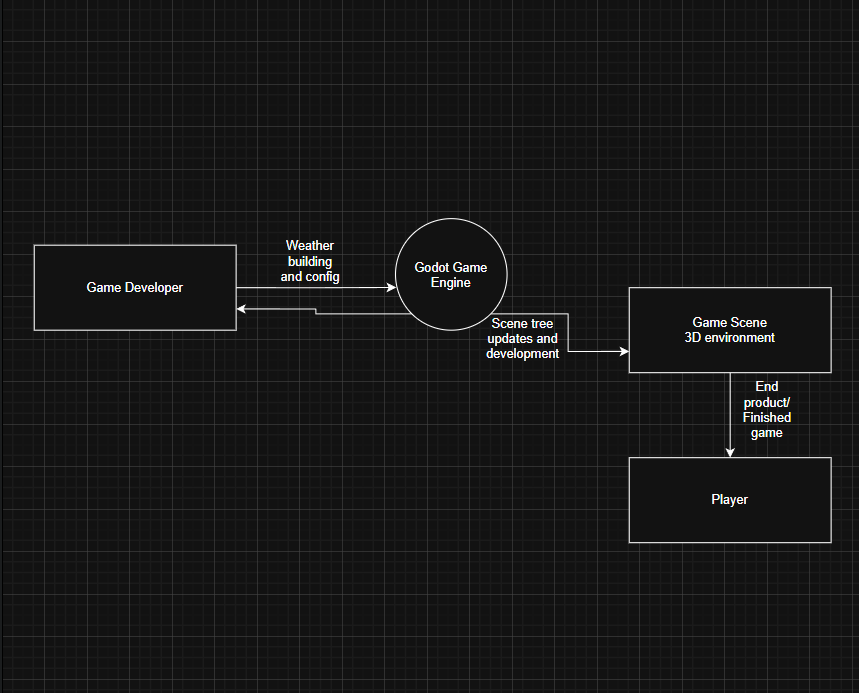 Game Developer
Weather
building
and config
Godot Game
Engine
Scene tree
updates and
development
Game Scene
3D environment
End
product/
Finished
game
Player